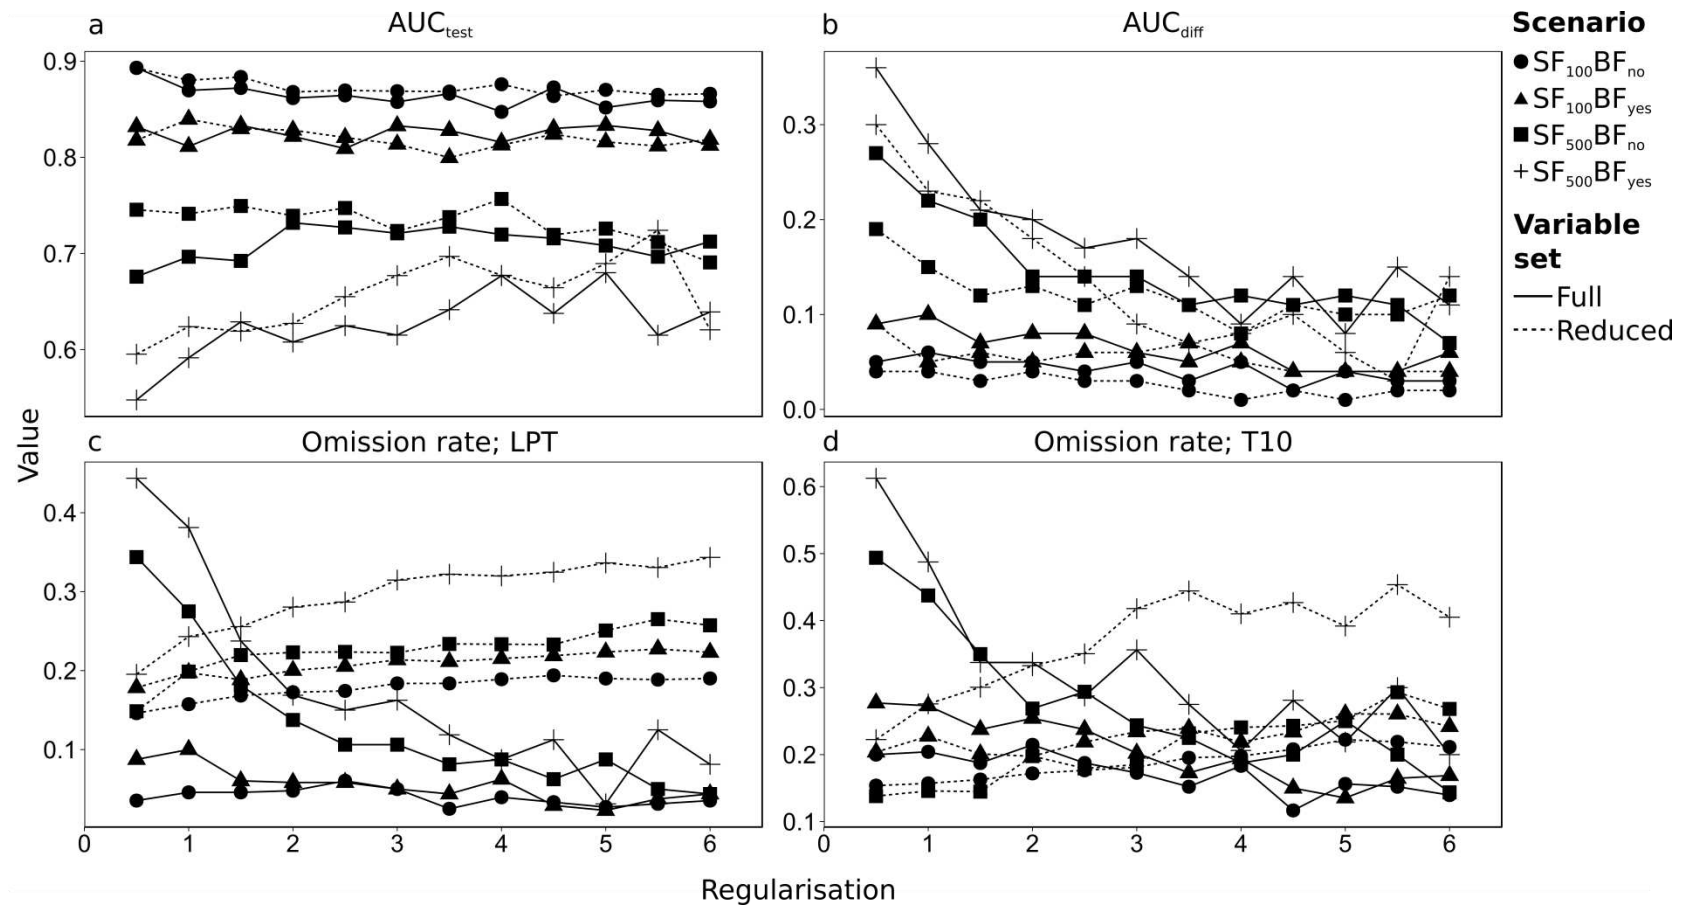 a
AUCtest
0.9
0.8
0.7
0.6
b
AUCdiff
0.3
0.2
0.1
0.0
Scenario
SF100BFno
SF100BFyes
SF500BFno
SF500BFyes
Variable
set
Full
Reduced
Value
c
Omission rate; LPT
0.4
0.3
0.2
0.1
0 1 2 3 4 5 6
d
Omission rate; T10
0.6
0.5
0.4
0.3
0.2
0.1
0 1 2 3 4 5 6
Regularisation